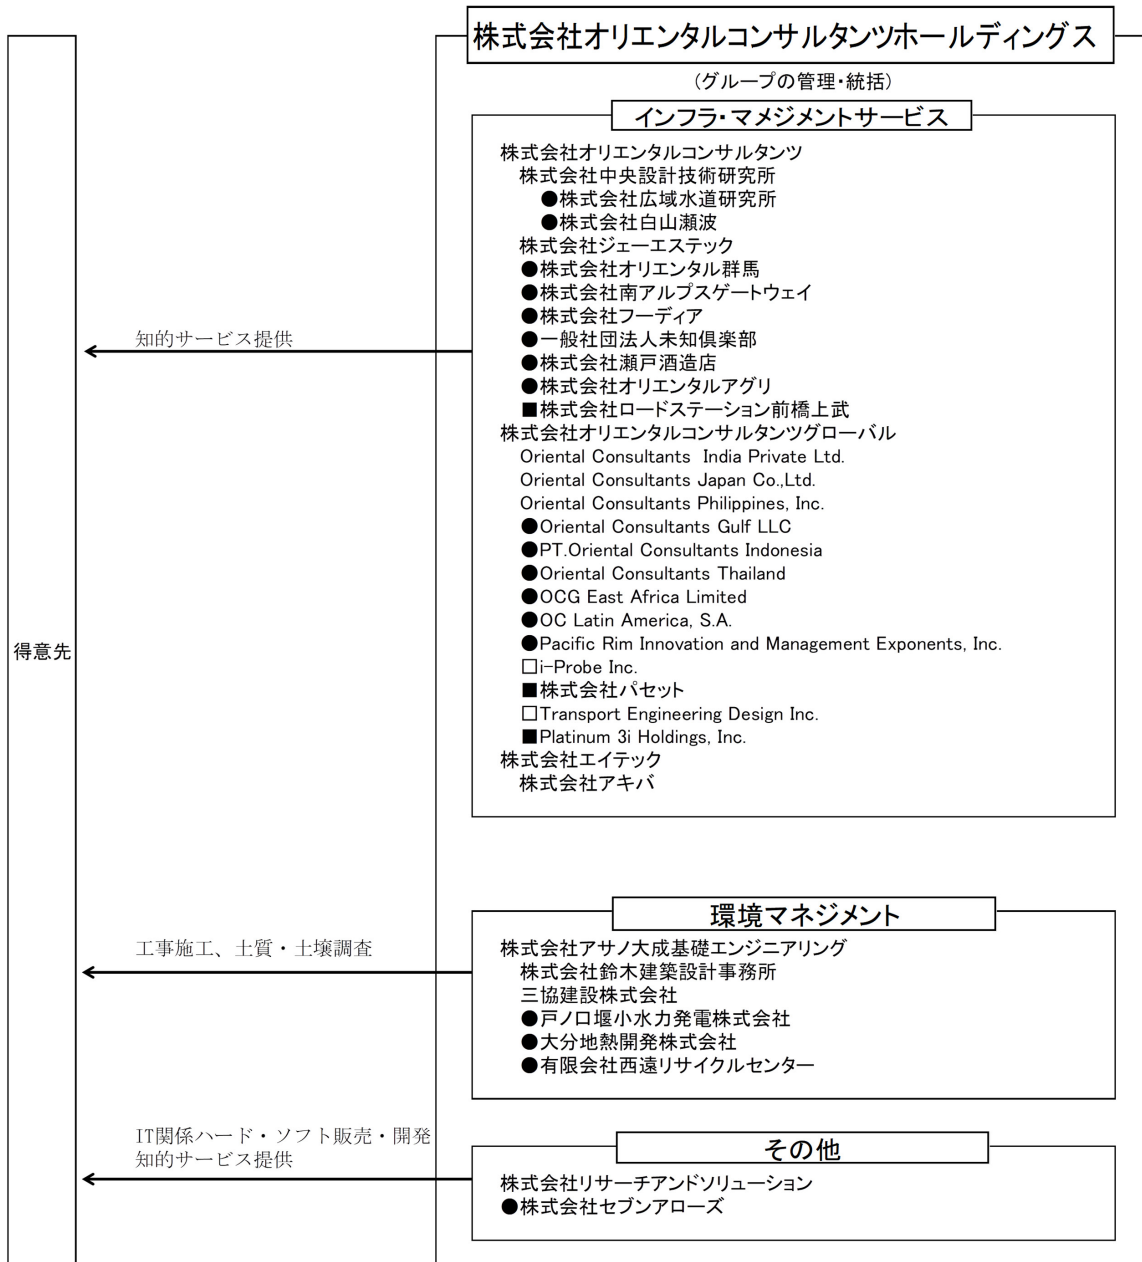 株式会社オリエンタルコンサルタンツホールディングス
(グループの管理・統括)
インフラ・マメジメントサービス
株式会社オリエンタルコンサルタンツ
株式会社中央設計技術研究所
●株式会社広域水道研究所
●株式会社白山瀬波
株式会社ジェーエステック
●株式会社オリエンタル群馬
●株式会社南アルプスゲートウェイ
●株式会社フーディア
●一般社団法人未知倶楽部
●株式会社瀬戸酒造店
●株式会社オリエンタルアグリ
■株式会社ロードステーション前橋上武
株式会社オリエンタルコンサルタンツグローバル
Oriental Consultants India Private Ltd.
Oriental Consultants Japan Co.,Ltd.
Oriental Consultants Philippines, Inc.
●Oriental Consultants Gulf LLC
●PT.Oriental Consultants Indonesia
●Oriental Consultants Thailand
●OCG East Africa Limited
●OC Latin America, S.A.
●Pacific Rim Innovation and Management Exponents, Inc.
□i-Probe Inc.
■株式会社パセット
□Transport Engineering Design Inc.
■Platinum 3i Holdings, Inc.
株式会社エイテック
株式会社アキバ
知的サービス提供
得意先
環境マネジメント
株式会社アサノ大成基礎エンジニアリング
株式会社鈴木建築設計事務所
三協建設株式会社
●戸ノ口堰小水力発電株式会社
●大分地熱開発株式会社
●有限会社西遠リサイクルセンター
工事施工、土質・土壌調査
その他
株式会社リサーチアンドソリューション
●株式会社セブンアローズ
IT関係ハード・ソフト販売・開発
知的サービス提供